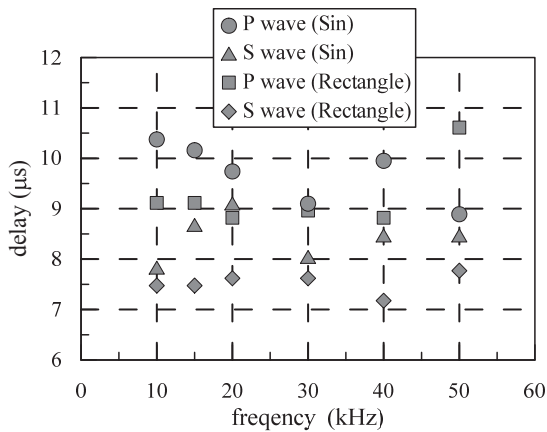 P wave (Sin)
S wave (Sin)
P wave (Rectangle)
S wave (Rectangle)
12
11
10
9
8
7
6
delay (μs)
0 10 20 30 40 50 60
freqency (kHz)